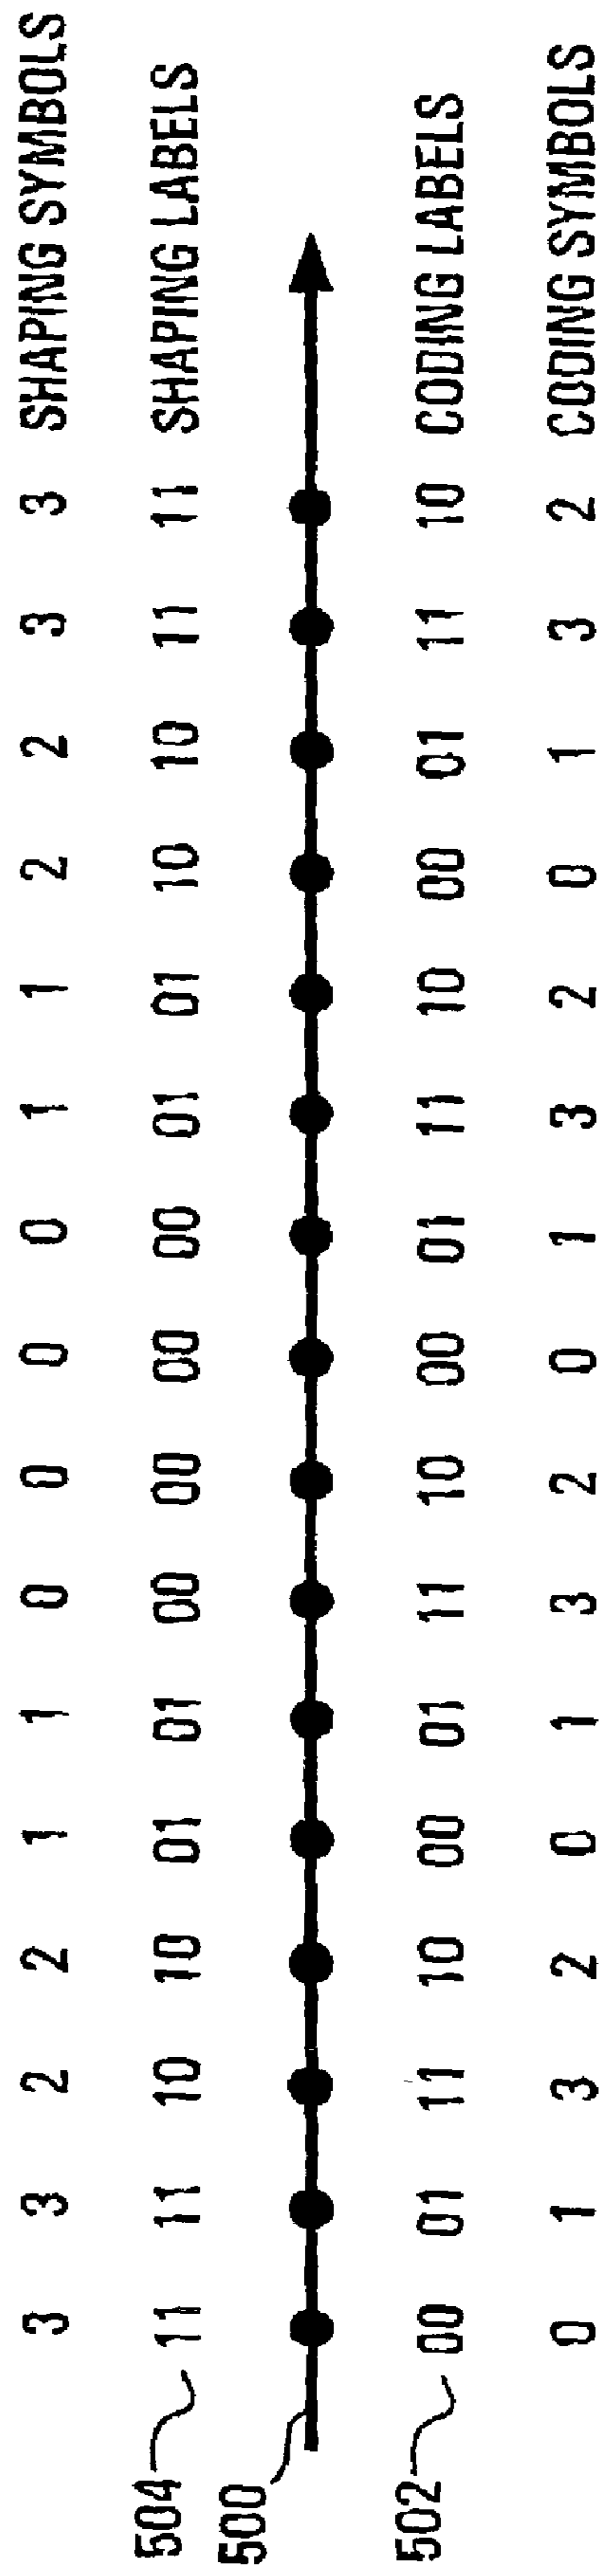 3 3 2 2 1 1 0 0 0 0 1 1 2 2 3 3 SHAPING SYMBOLS
504 11 11 10 10 01 01 00 00 00 00 01 01 10 10 11 11 SHAPING LABELS
500
502 00 01 11 10 00 01 11 10 00 01 11 10 00 01 11 10 CODING LABELS
0 1 3 2 0 1 3 2 0 1 3 2 0 1 3 2 CODING SYMBOLS